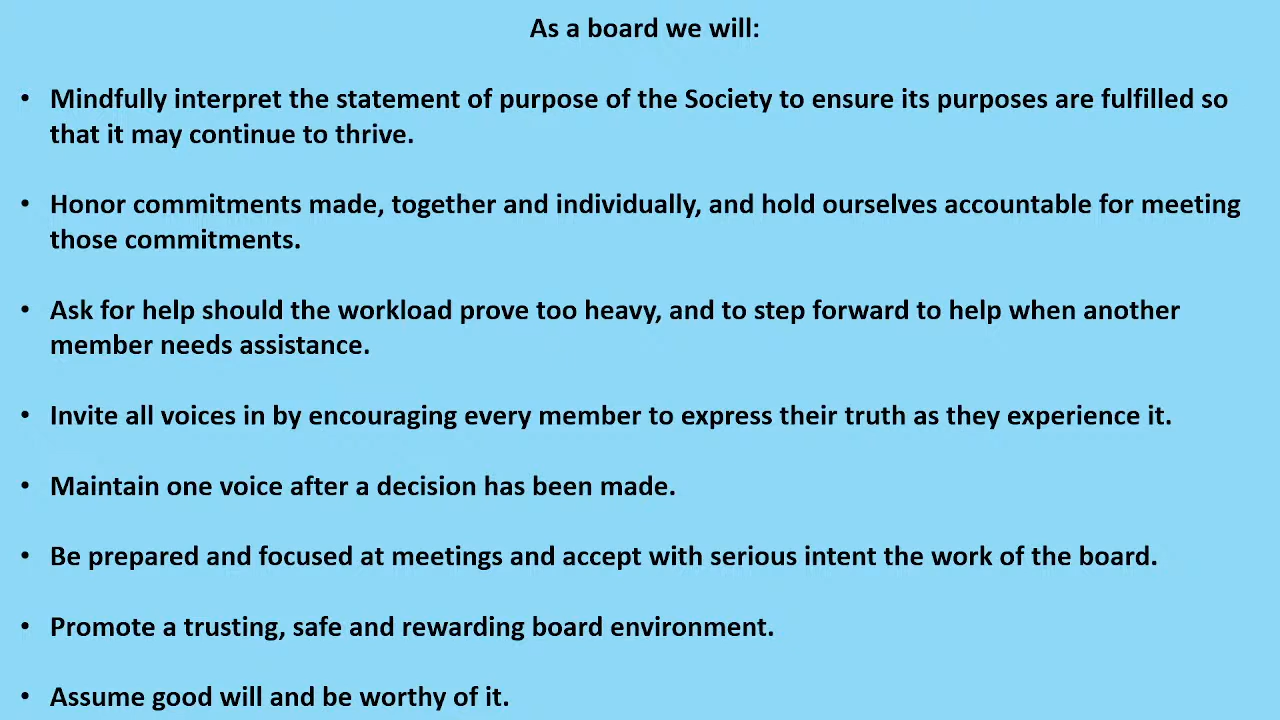 As a board we will:
• Mindfully interpret the statement of purpose of the Society to ensure its purposes are fulfilled so
that it may continue to thrive.
• Honor commitments made, together and individually, and hold ourselves accountable for meeting
those commitments.
• Ask for help should the workload prove too heavy, and to step forward to help when another
member needs assistance.
• Invite all voices in by encouraging every member to express their truth as they experience it.
• Maintain one voice after a decision has been made.
• Be prepared and focused at meetings and accept with serious intent the work of the board.
• Promote a trusting, safe and rewarding board environment.
• Assume good will and be worthy of it.